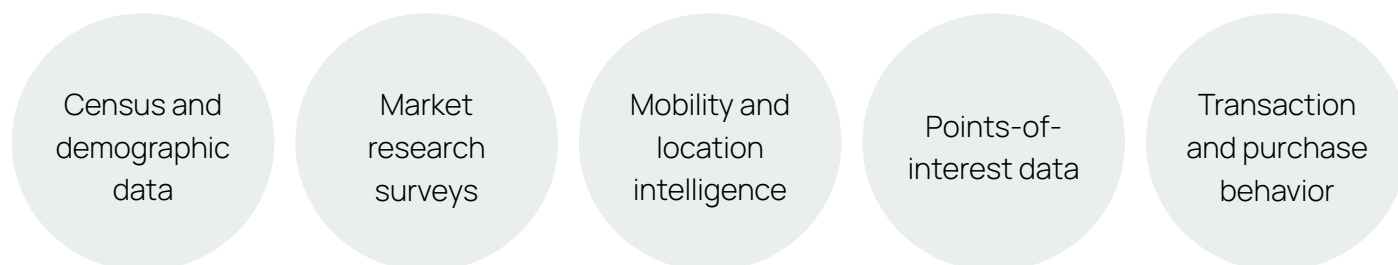 Census and
demographic
data
Market
research
surveys
Mobility and
location
intelligence
Points-of-
interest data
Transaction
and purchase
behavior